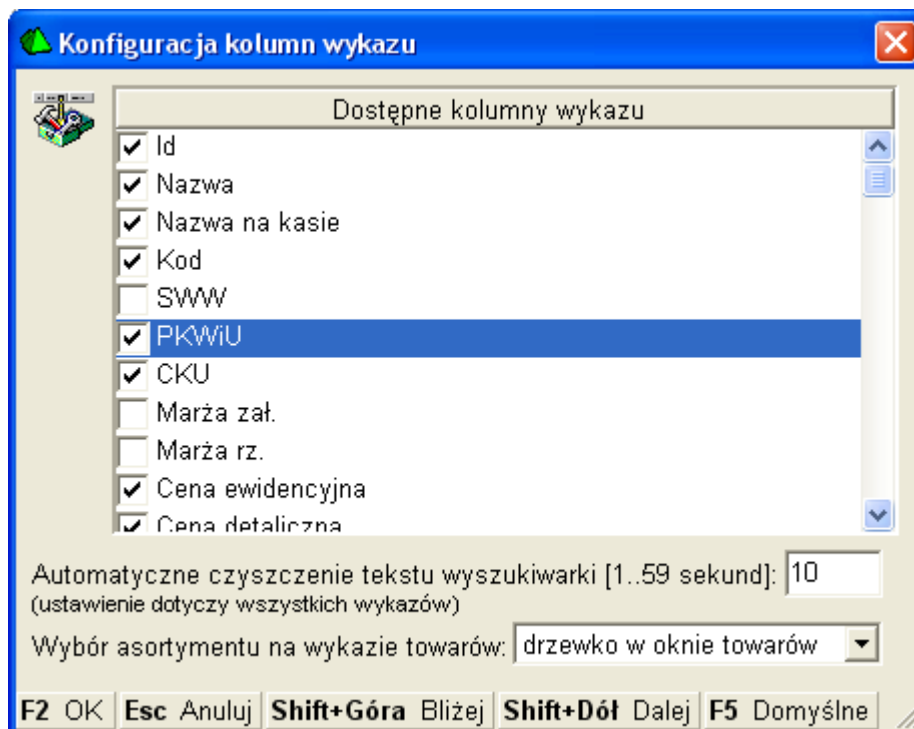 Konfiguracja kolumn wykazu
Dostępne kolumny wykazu
Id
Nazwa
Nazwa na kasie
Kod
SWW
PKWiU
CKU
Marża zał.
Marża rz.
Cena ewidencyjna
Cena detaliczna
Automatyczne czyszczenie tekstu wyszukiwarki [1..59 sekund]: 10
(ustawienie dotyczy wszystkich wykazów)
Wybór asortymentu na wykazie towarów: drzewko w oknie towarów
F2 OK Esc Anuluj Shift+Góra Bliżej Shift+Dół Dalej F5 Domyślne